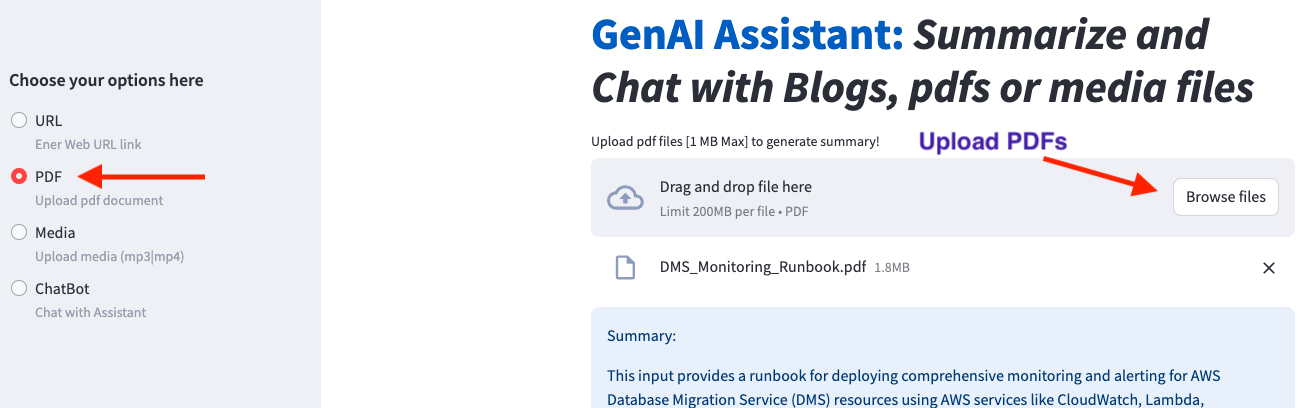 Choose your options here
URL
Ener Web URL link
PDF
Upload pdf document
Media
Upload media (mp3|mp4)
ChatBot
Chat with Assistant
GenAI Assistant: Summarize and
Chat with Blogs, pdfs or media files
Upload pdf files [1 MB Max] to generate summary!
Upload PDFs
Drag and drop file here
Limit 200MB per file • PDF
Browse files
DMS_Monitoring_Runbook.pdf 1.8MB
Summary:
This input provides a runbook for deploying comprehensive monitoring and alerting for AWS
Database Migration Service (DMS) resources using AWS services like CloudWatch, Lambda,